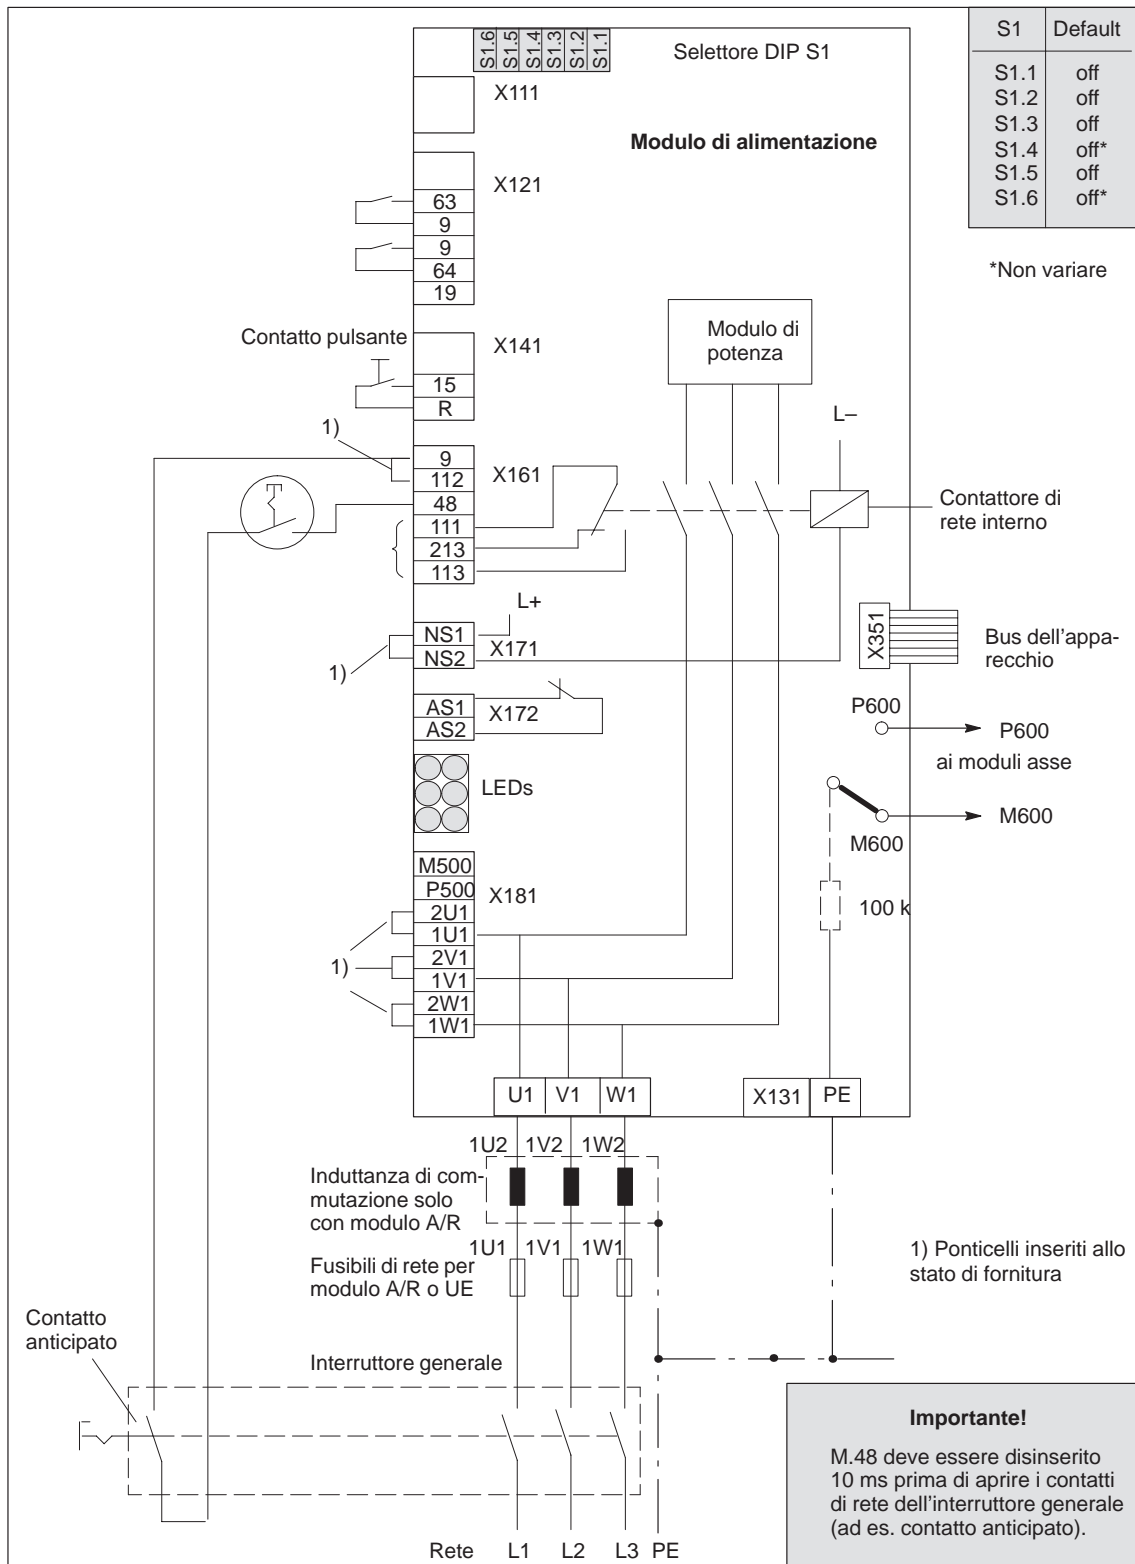 S1.6 S1.5 S1.4 S1.3 S1.2 S1.1
Selettore DIP S1
S1 Default
S1.1 off
S1.2 off
S1.3 off
S1.4 off*
S1.5 off
S1.6 off*
*Non variare
X111
Modulo di alimentazione
X121
63
9
9
64
19
Contatto pulsante
X141
15
R
Modulo di
potenza
L–
1)
9
112
X161
48
111
213
113
Contattore di
rete interno
L+
NS1
NS2
X171
1)
X351
Bus dell'appa-
recchio
AS1
AS2
X172
P600
P600
ai moduli asse
LEDs
M600
M600
M500
P500
X181
2U1
1U1
2V1
1V1
2W1
1W1
1)
100 k
U1 V1 W1
X131 PE
1U2 1V2 1W2
Induttanza di com-
mutazione solo
con modulo A/R
1U1 1V1 1W1
Fusibili di rete per
modulo A/R o UE
1) Ponticelli inseriti allo
stato di fornitura
Contatto
anticipato
Interruttore generale
Importante!
M.48 deve essere disinserito
10 ms prima di aprire i contatti
di rete dell'interruttore generale
(ad es. contatto anticipato).
Rete L1 L2 L3 PE